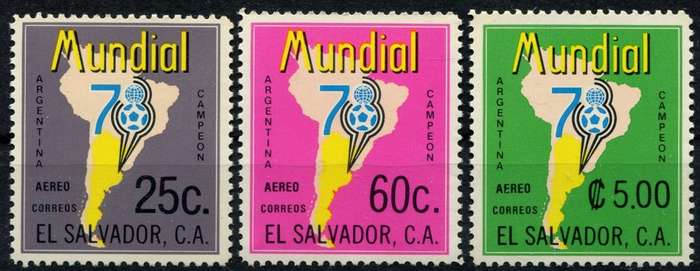 Mundial
ARGENTINA
78
CAMPEON
AEREO
CORREOS
25c.
EL SALVADOR, C.A.
Mundial
ARGENTINA
78
CAMPEON
AEREO
CORREOS
60c.
EL SALVADOR, C.A.
Mundial
ARGENTINA
78
CAMPEON
AEREO
CORREOS
₡5.00
EL SALVADOR, C.A.